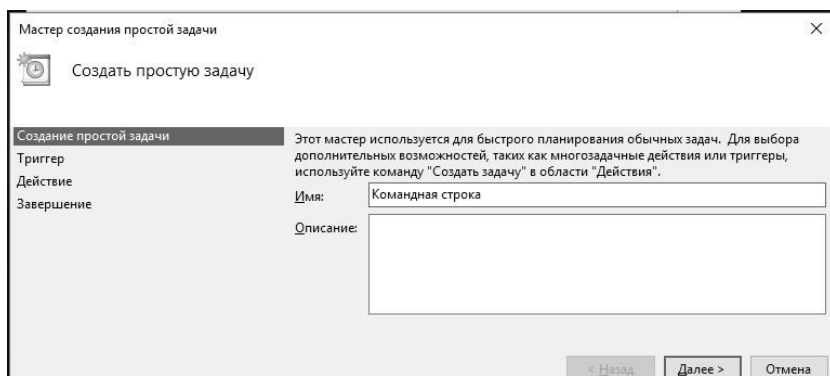 Мастер создания простой задачи
Создать простую задачу
Создание простой задачи
Триггер
Действие
Завершение
Этот мастер используется для быстрого планирования обычных задач. Для выбора
дополнительных возможностей, таких как многозадачные действия или триггеры,
используйте команду "Создать задачу" в области "Действия".
Имя: Командная строка
Описание:
< Назад Далее > Отмена